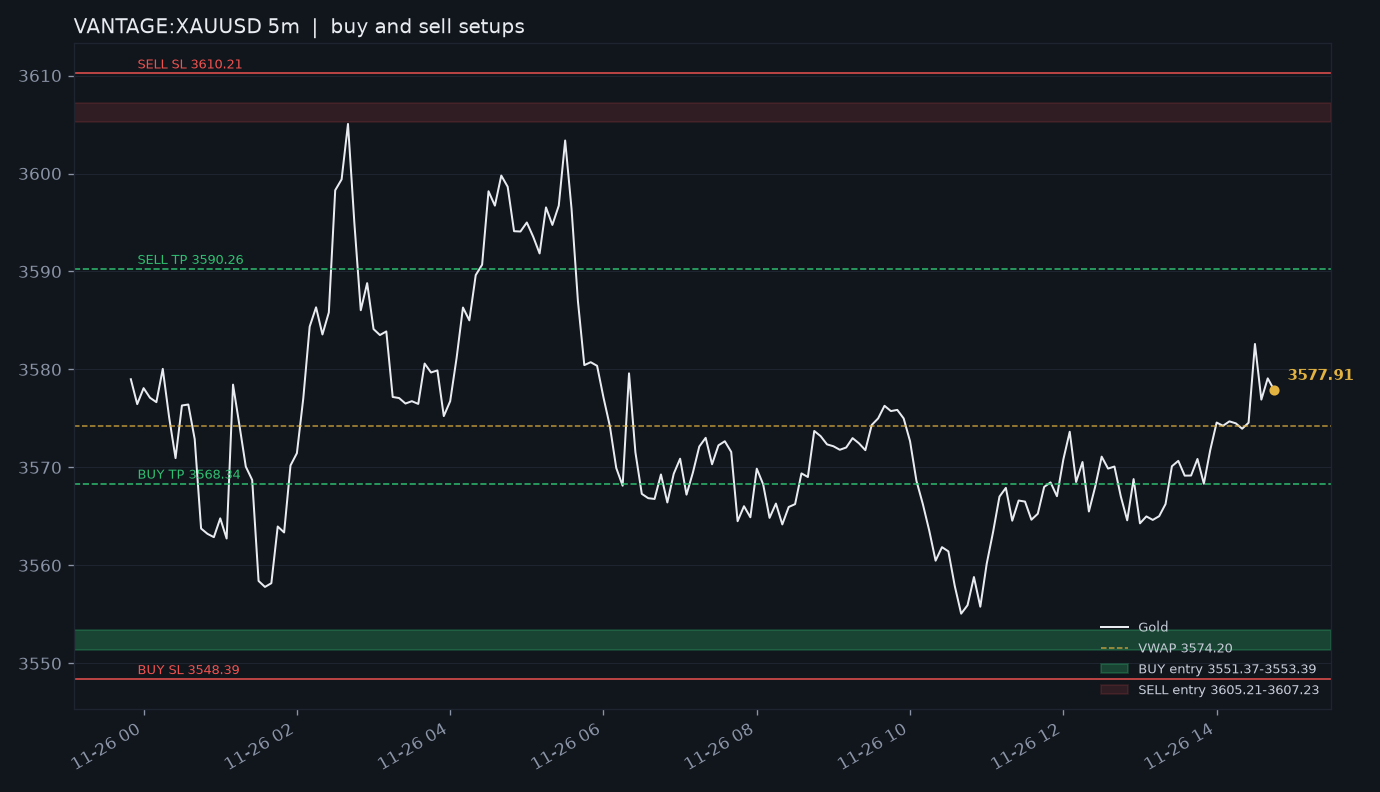 VANTAGE:XAUUSD 5m | buy and sell setups
SELL SL 3610.21
3610
3600
SELL TP 3590.26
3590
3580
3577.91
3570
BUY TP 3568.34
3560
3550
BUY SL 3548.39
Gold
VWAP 3574.20
BUY entry 3551.37-3553.39
SELL entry 3605.21-3607.23
11-26 00
11-26 02
11-26 04
11-26 06
11-26 08
11-26 10
11-26 12
11-26 14